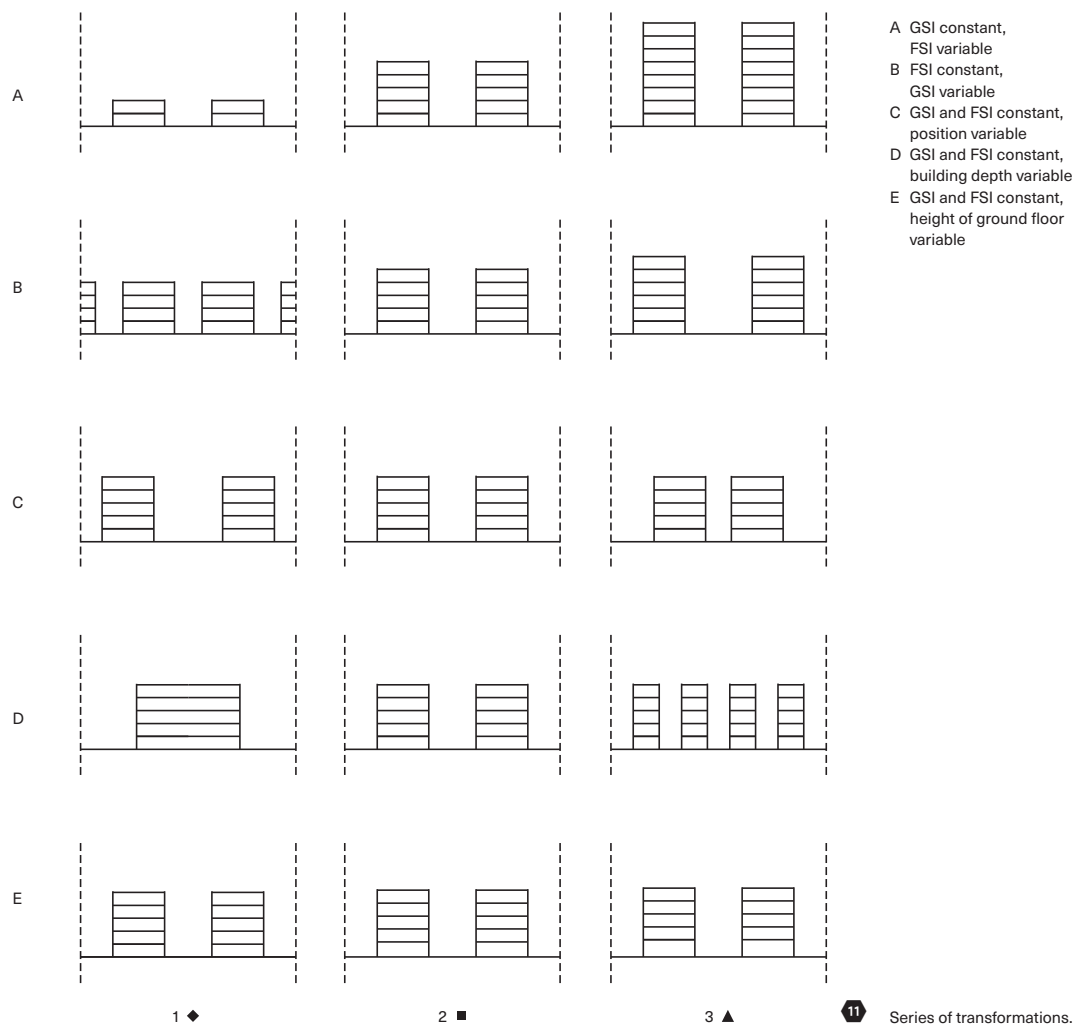 A GSI constant,
FSI variable
B FSI constant,
GSI variable
C GSI and FSI constant,
position variable
D GSI and FSI constant,
building depth variable
E GSI and FSI constant,
height of ground floor
variable
A
B
C
D
E
1 ◆ 2 ■ 3 ▲
11 Series of transformations.